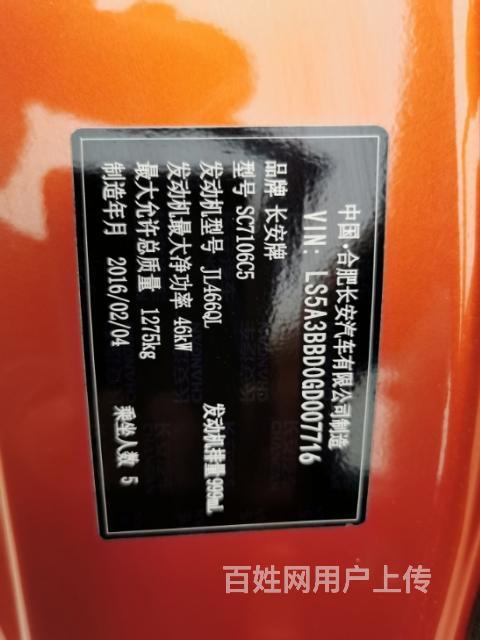 中国·合肥长安汽车有限公司制造
VIN: LS5A3BBD0GD007716
品牌 长安牌
型号 SC7106C5
发动机型号 JL466QL 发动机排量 999mL
发动机最大净功率 46kW
最大允许总质量 1275kg
制造年月 2016/02/04 乘坐人数 5
百姓网用户上传